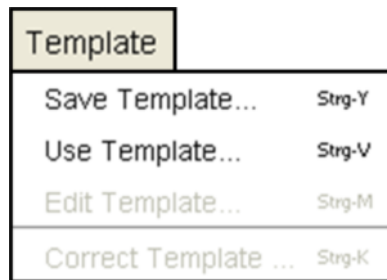 Template
Save Template... Strg-Y
Use Template... Strg-V
Edit Template... Strg-M
Correct Template ... Strg-K